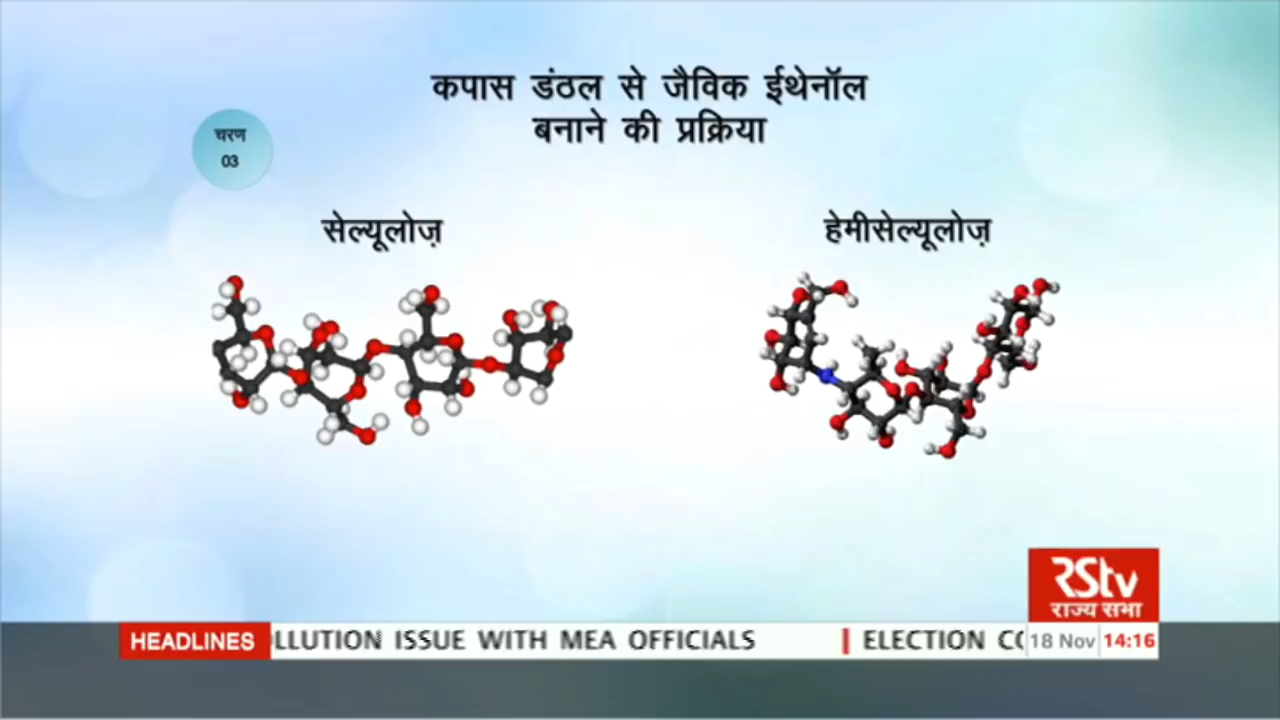 कपास डंठल से जैविक ईथेनॉल
बनाने की प्रक्रिया
चरण
03
सेल्यूलोज़
हेमीसेल्यूलोज़
RStv
राज्य सभा
HEADLINES
LLUTION ISSUE WITH MEA OFFICIALS
ELECTION
18 Nov 14:16